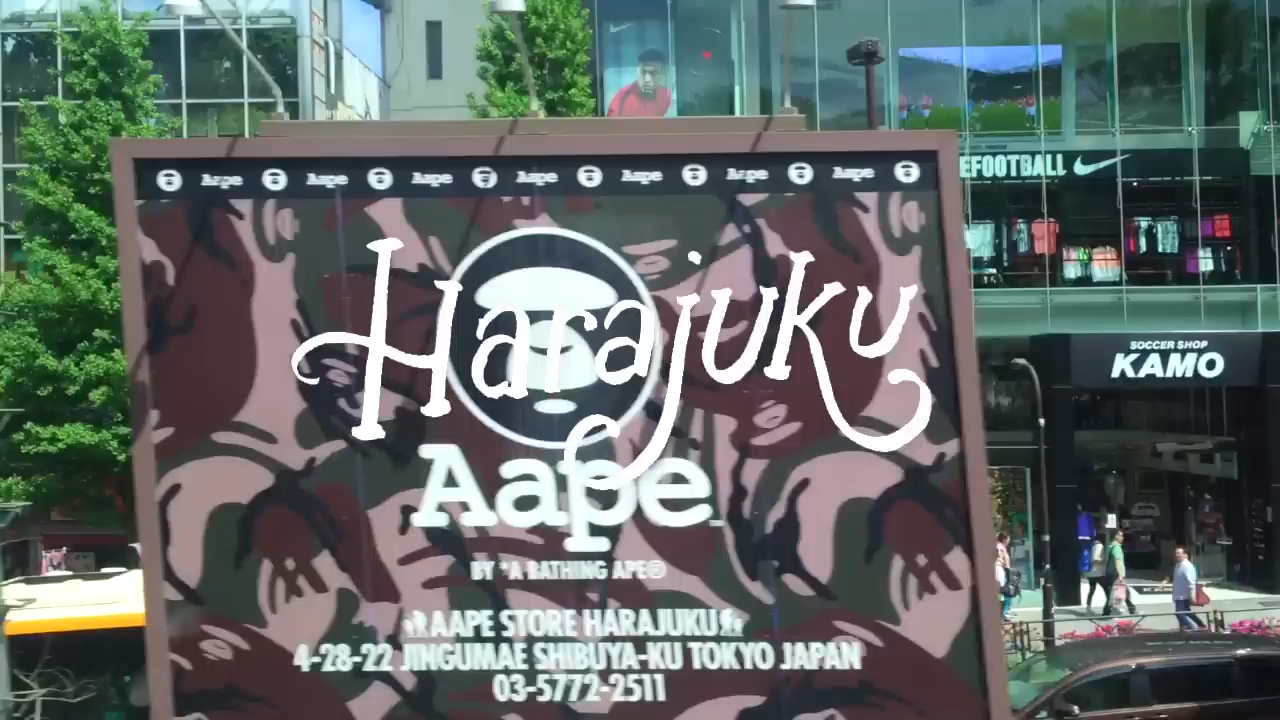 Aape Aape Aape Aape Aape Aape Aape
EFOOTBALL
SOCCER SHOP
KAMO
Harajuku
Aape
BY *A BATHING APE®
AAPE STORE HARAJUKU
4-28-22 JINGUMAE SHIBUYA-KU TOKYO JAPAN
03-5772-2511